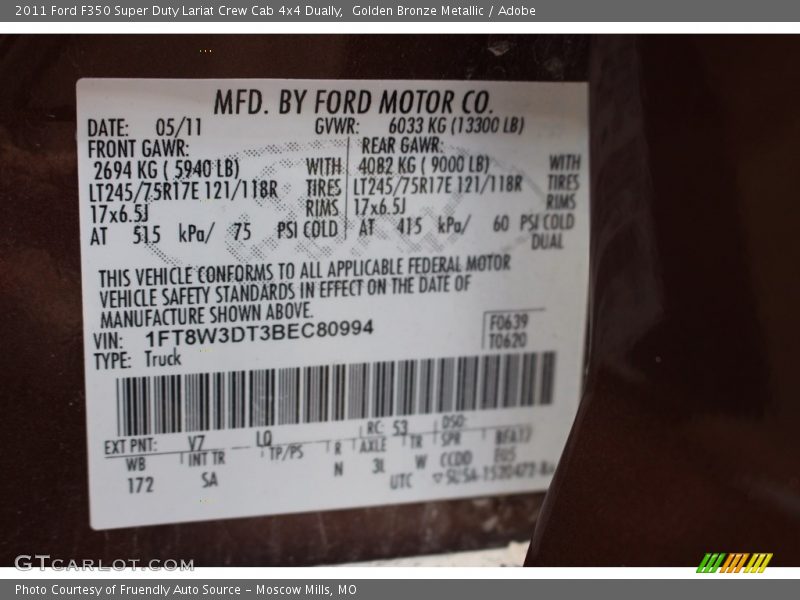 2011 Ford F350 Super Duty Lariat Crew Cab 4x4 Dually, Golden Bronze Metallic / Adobe
MFD. BY FORD MOTOR CO.
DATE: 05/11 GVWR: 6033 KG (13300 LB)
FRONT GAWR: REAR GAWR:
2694 KG ( 5940 LB) WITH 4082 KG ( 9000 LB) WITH
LT245/75R17E 121/118R TIRES LT245/75R17E 121/118R TIRES
17x6.5J RIMS 17x6.5J RIMS
AT 515 kPa/ 75 PSI COLD AT 415 kPa/ 60 PSI COLD
DUAL
THIS VEHICLE CONFORMS TO ALL APPLICABLE FEDERAL MOTOR
VEHICLE SAFETY STANDARDS IN EFFECT ON THE DATE OF
MANUFACTURE SHOWN ABOVE.
VIN: 1FT8W3DT3BEC80994 F0639
TYPE: Truck T0620
EXT PNT: V7 LQ RC: 53 DSO:
WB INT TR TP/PS R AXLE TR SPR
172 SA N 3L W CCDD
UTC
GTCARLOT.COM
Photo Courtesy of Fruendly Auto Source – Moscow Mills, MO